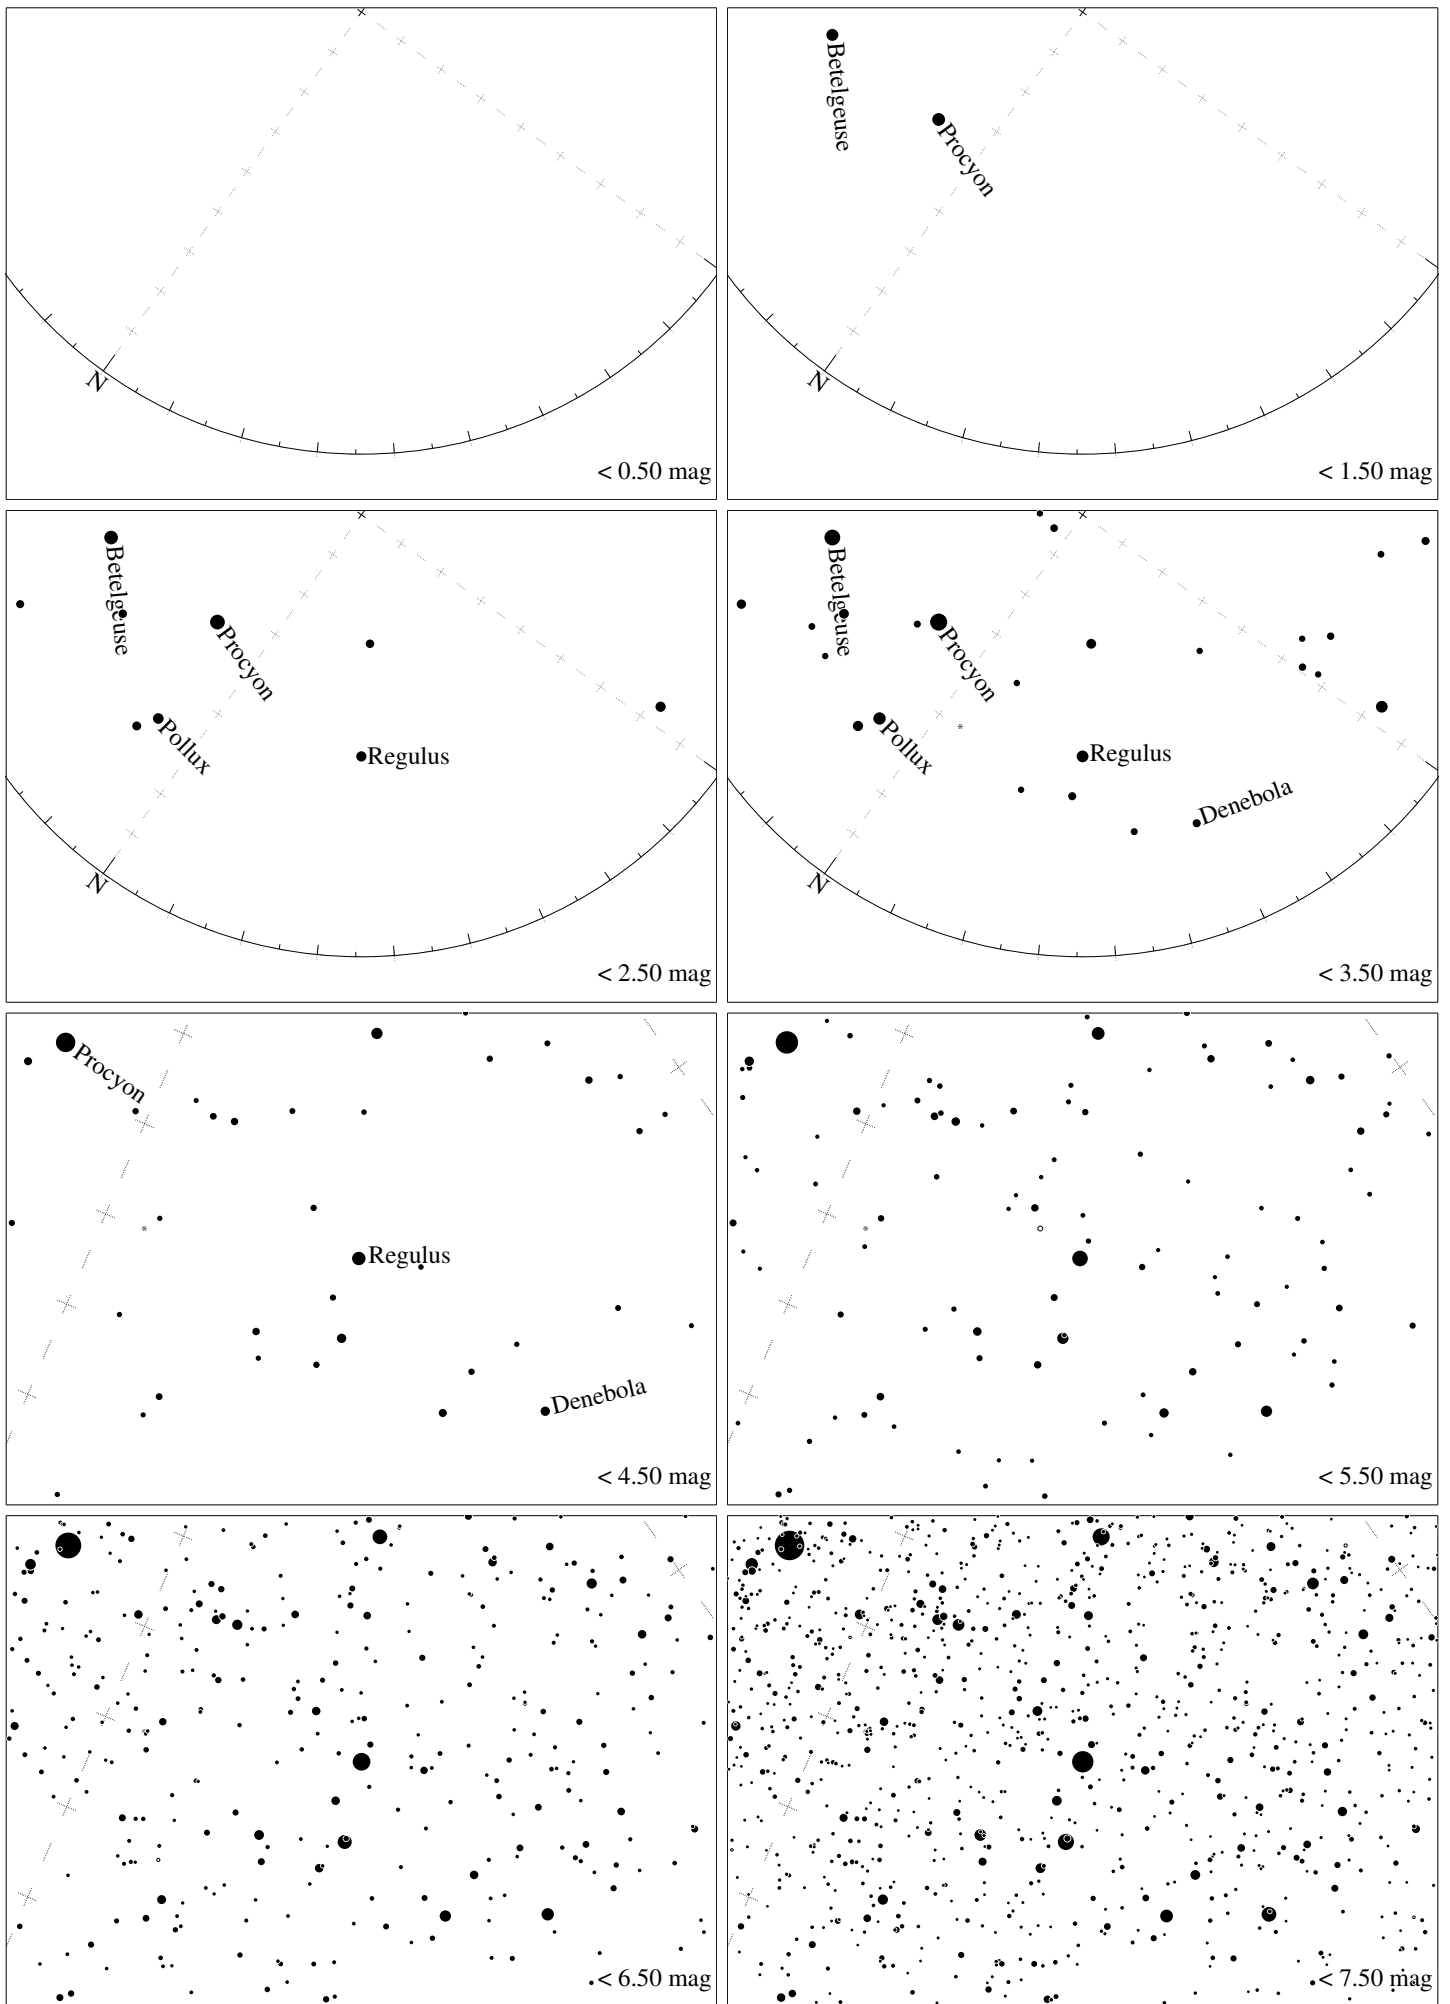 N
< 0.50 mag
Betelgeuse
Procyon
N
< 1.50 mag
Betelgeuse
Procyon
Pollux
Regulus
N
< 2.50 mag
Betelgeuse
Procyon
Pollux
Regulus
Denebola
N
< 3.50 mag
Procyon
Regulus
Denebola
< 4.50 mag
< 5.50 mag
< 6.50 mag
< 7.50 mag